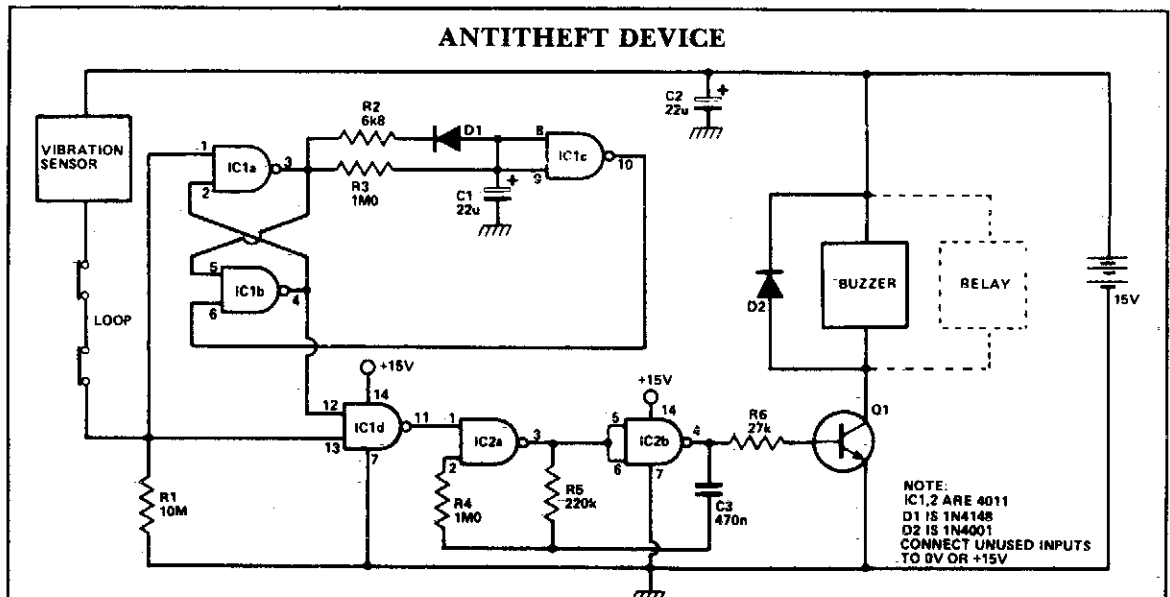 ANTITHEFT DEVICE
VIBRATION
SENSOR
LOOP
R1
10M
1
2
IC1a
3
R2
6k8
D1
R3
1M0
C1
22u
+
8
9
IC1c
10
C2
22u
+
5
6
IC1b
4
+15V
14
12
13
IC1d
11
7
1
2
IC2a
3
R4
1M0
R5
220k
+15V
14
5
6
IC2b
4
7
C3
470n
R6
27k
Q1
D2
BUZZER
RELAY
15V
NOTE:
IC1,2 ARE 4011
D1 IS 1N4148
D2 IS 1N4001
CONNECT UNUSED INPUTS
TO 0V OR +15V